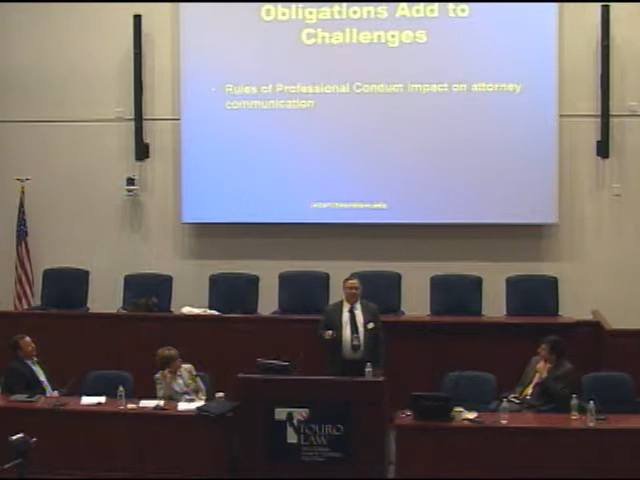 Obligations Add to
Challenges
• Rules of Professional Conduct impact on attorney
communication
TOURO
LAW